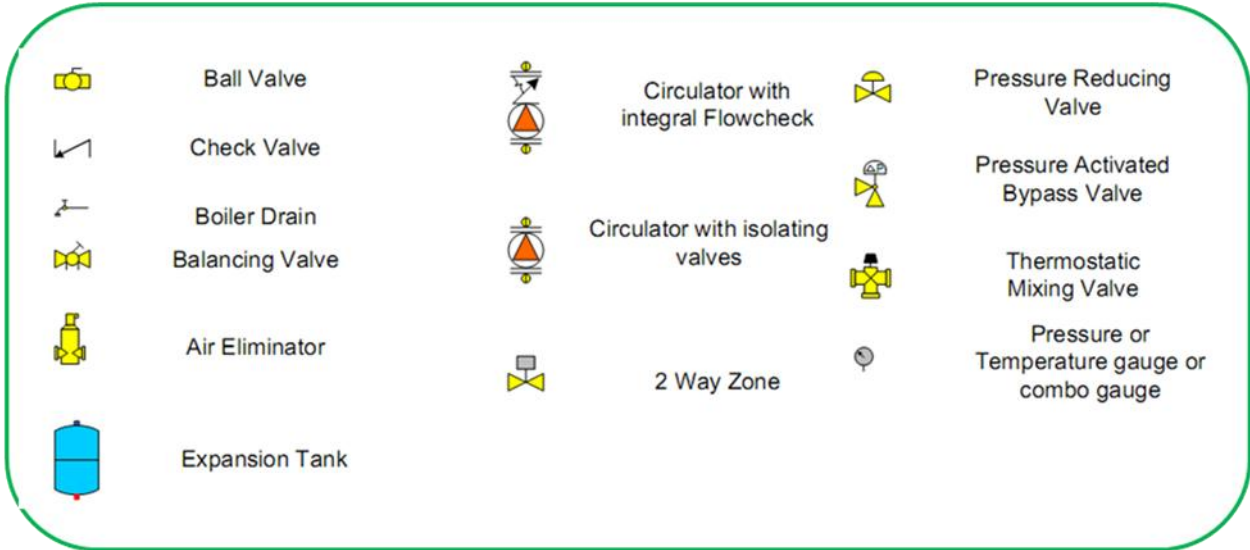 Ball Valve
Check Valve
Boiler Drain
Balancing Valve
Air Eliminator
Expansion Tank
Circulator with
integral Flowcheck
Circulator with isolating
valves
2 Way Zone
Pressure Reducing
Valve
ΔP
Pressure Activated
Bypass Valve
Thermostatic
Mixing Valve
Pressure or
Temperature gauge or
combo gauge